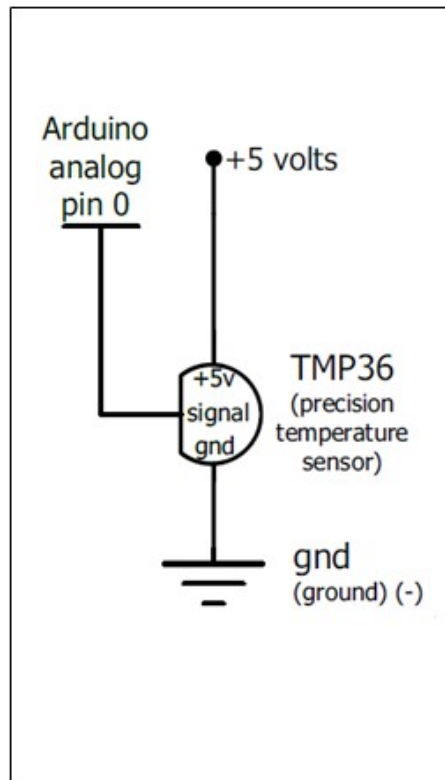 Arduino
analog
pin 0
+5 volts
+5v
signal
gnd
TMP36
(precision
temperature
sensor)
gnd
(ground) (-)